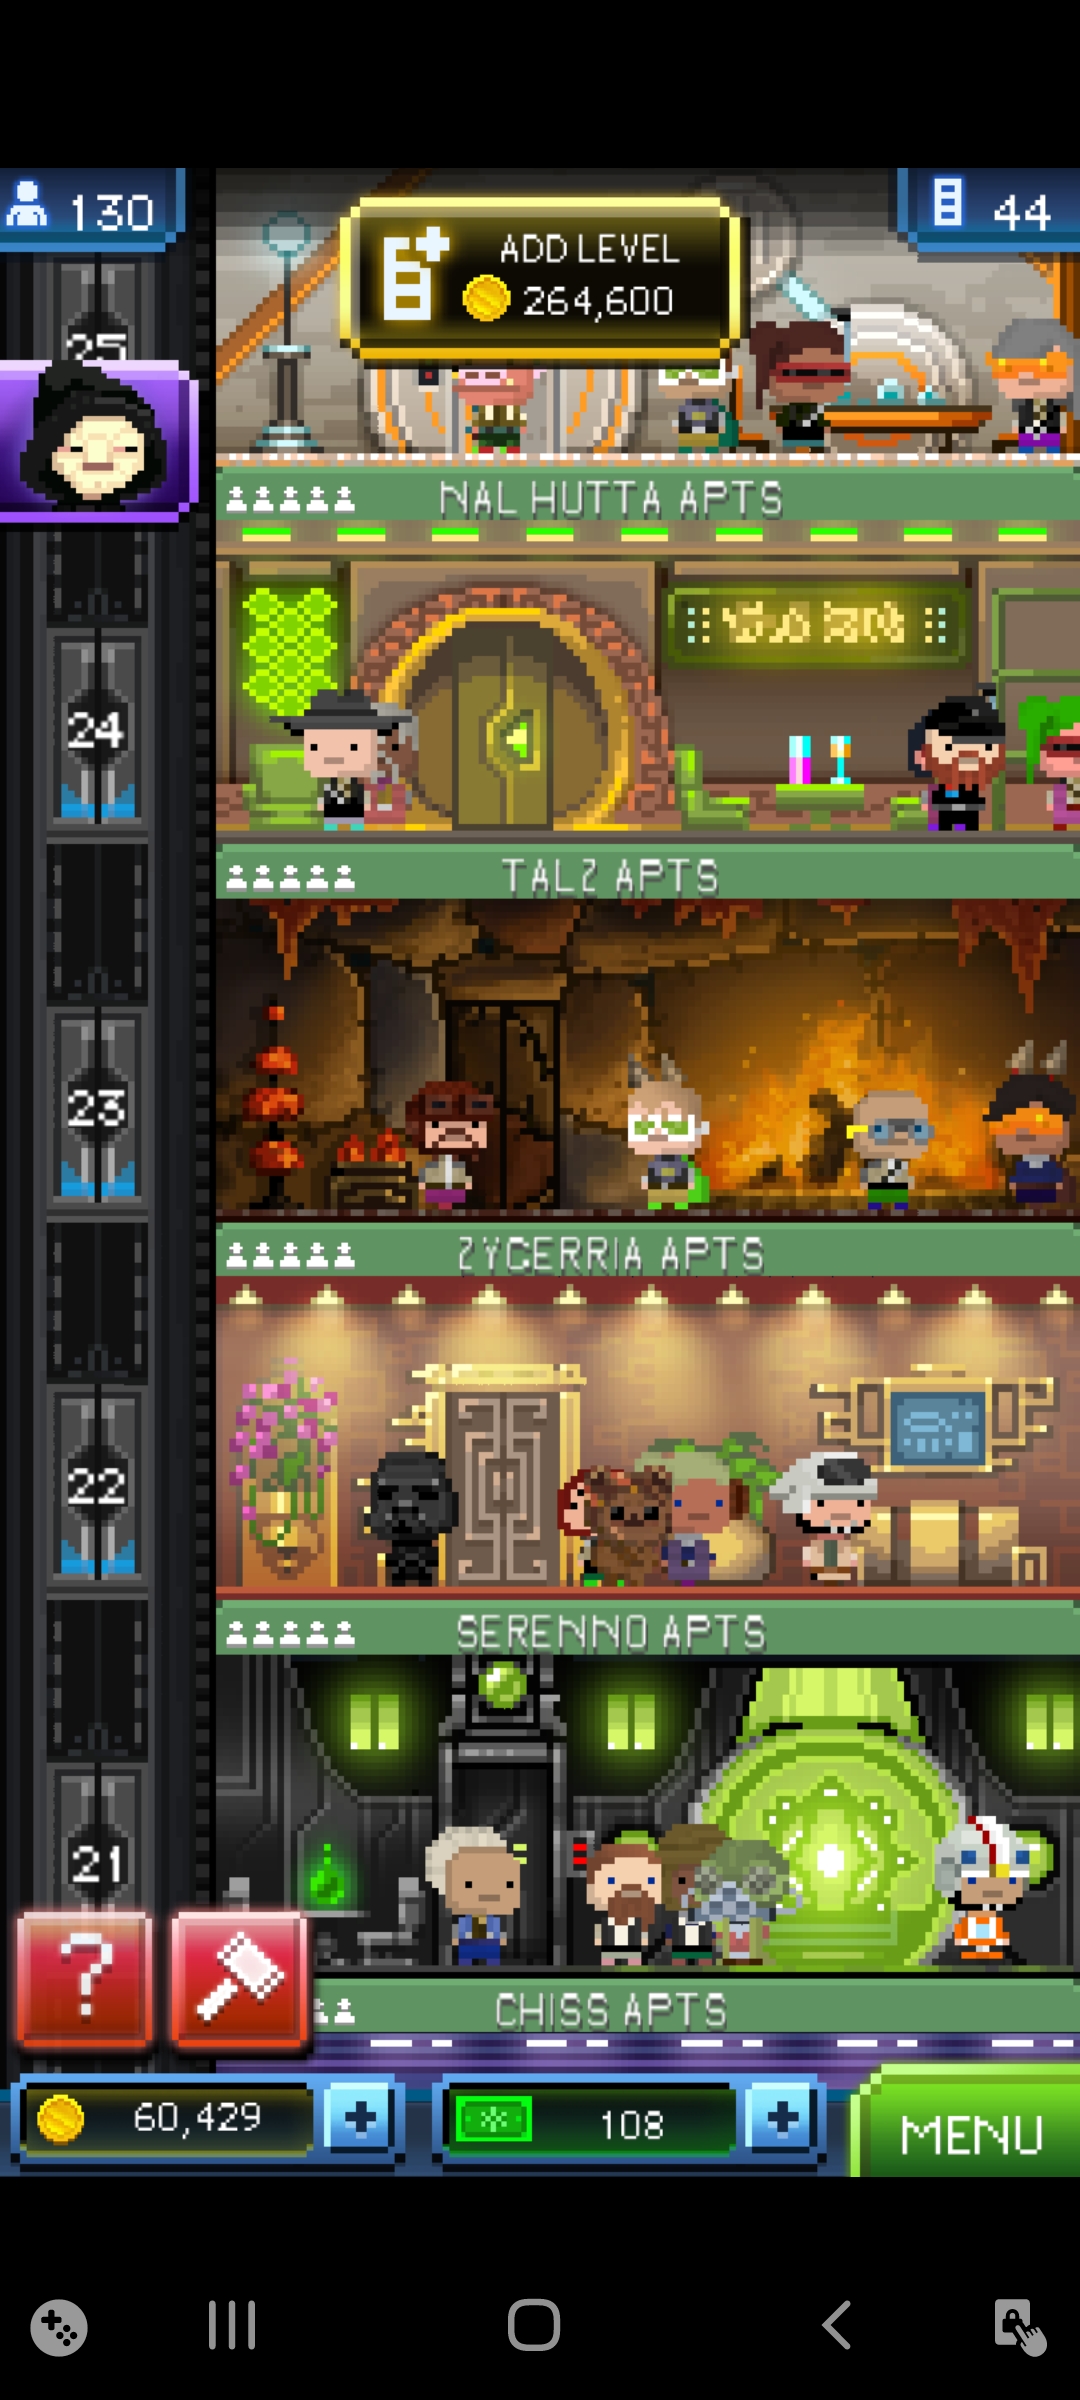 130
ADD LEVEL
264,600
44
25
NAL HUTTA APTS
24
TALZ APTS
23
ZYGERRIA APTS
22
SERENNO APTS
21
?
CHISS APTS
60,429
+
108
+
MENU